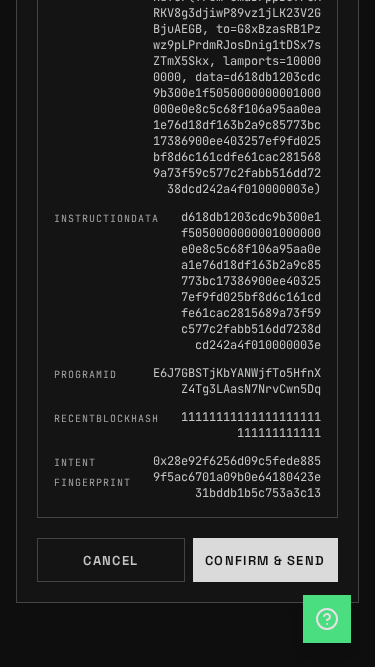 RKV8g3djiwP89vz1jLK23V2G
BjuAEGB, to=G8xBzasRB1Pz
wz9pLPrdmRJosDnig1tDSx7s
ZTmX5Skx, lamports=10000
0000, data=d618db1203cdc
9b300e1f5050000000001000
000e0e8c5c68f106a95aa0ea
1e76d18df163b2a9c85773bc
17386900ee403257ef9fd025
bf8d6c161cdfe61cac281568
9a73f59c577c2fabb516dd72
38dcd242a4f010000003e)
INSTRUCTIONDATA d618db1203cdc9b300e1
f5050000000001000000
e0e8c5c68f106a95aa0e
a1e76d18df163b2a9c85
773bc17386900ee40325
7ef9fd025bf8d6c161cd
fe61cac2815689a73f59
c577c2fabb516dd7238d
cd242a4f010000003e
PROGRAMID E6J7GBSTjKbYANWjfTo5HfnX
Z4Tg3LAasN7NrvCwn5Dq
RECENTBLOCKHASH 11111111111111111111
111111111111
INTENT 0x28e92f6256d09c5fede885
FINGERPRINT 9f5ac6701a09b0e64180423e
31bddb1b5c753a3c13
CANCEL CONFIRM & SEND